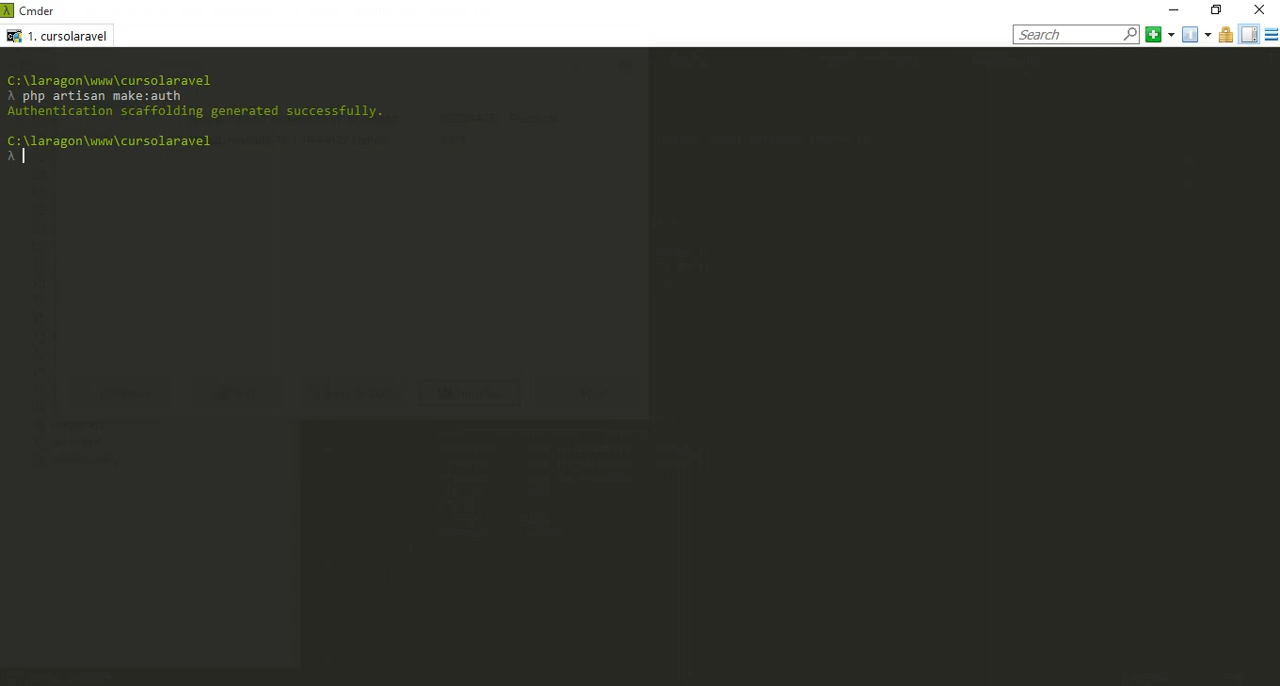 Cmder
1. cursolaravel
Search
C:\laragon\www\cursolaravel
λ php artisan make:auth
Authentication scaffolding generated successfully.
C:\laragon\www\cursolaravel
λ